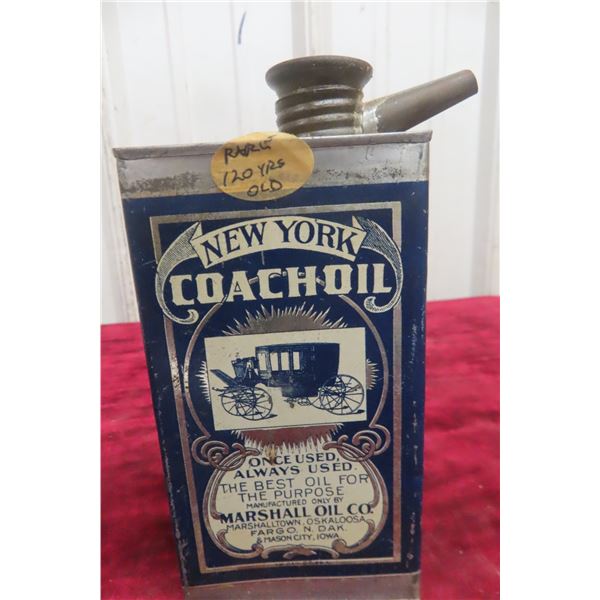 RARE
120 YRS
OLD
NEW YORK
COACH OIL
ONCE USED,
ALWAYS USED.
THE BEST OIL FOR
THE PURPOSE
MANUFACTURED ONLY BY
MARSHALL OIL CO.
MARSHALLTOWN, OSKALOOSA,
FARGO, N. DAK.
& MASON CITY, IOWA